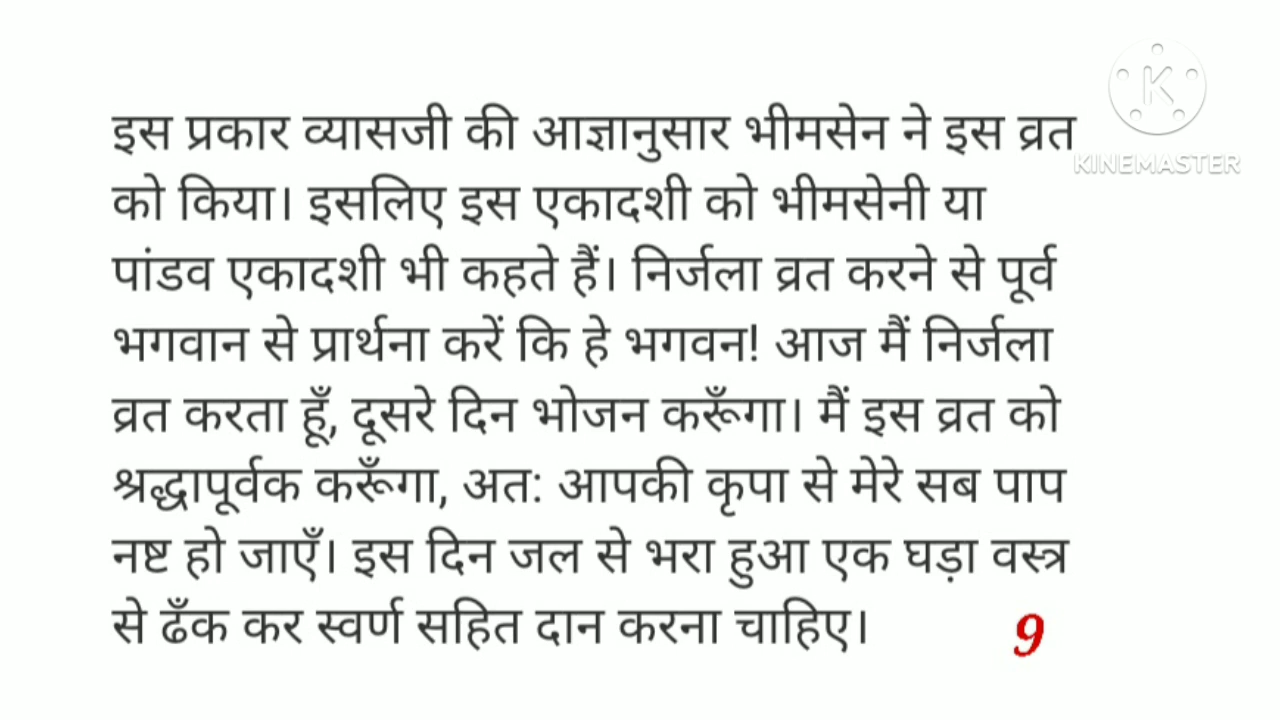 इस प्रकार व्यासजी की आज्ञानुसार भीमसेन ने इस व्रत
को किया। इसलिए इस एकादशी को भीमसेनी या
पांडव एकादशी भी कहते हैं। निर्जला व्रत करने से पूर्व
भगवान से प्रार्थना करें कि हे भगवन! आज मैं निर्जला
व्रत करता हूँ, दूसरे दिन भोजन करूँगा। मैं इस व्रत को
श्रद्धापूर्वक करूँगा, अत: आपकी कृपा से मेरे सब पाप
नष्ट हो जाएँ। इस दिन जल से भरा हुआ एक घड़ा वस्त्र
से ढँक कर स्वर्ण सहित दान करना चाहिए।
9
K
KINEMASTER